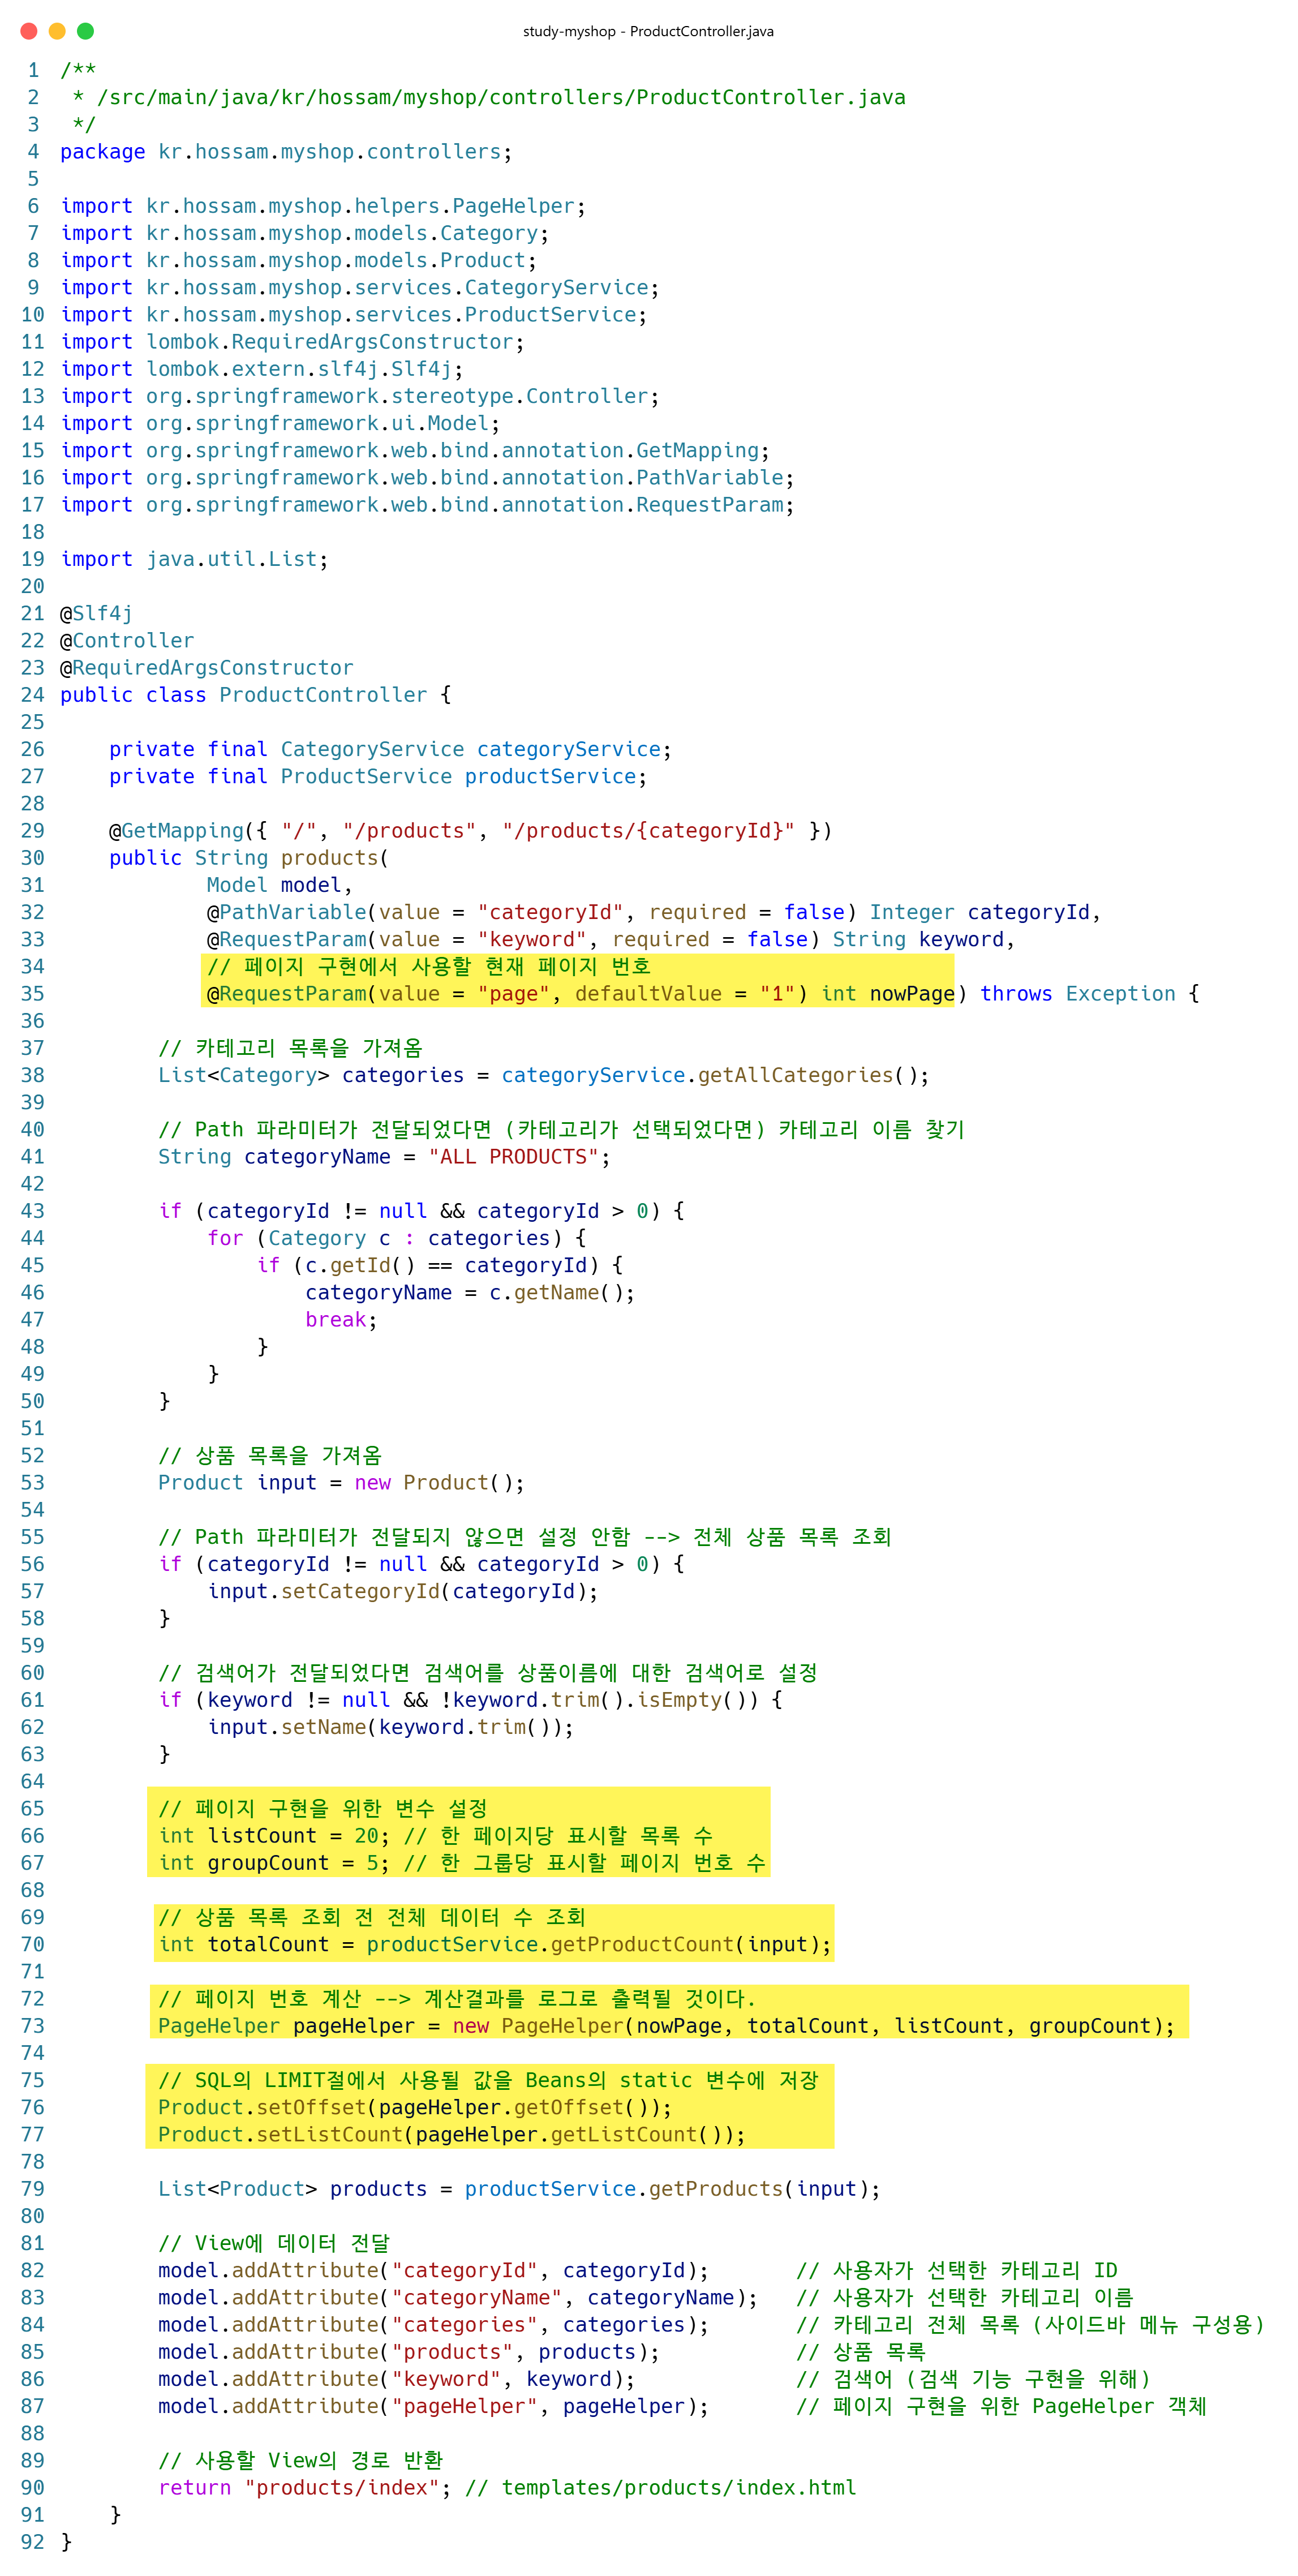 study-myshop - ProductController.java
1 /**
2  * /src/main/java/kr/hossam/myshop/controllers/ProductController.java
3  */
4 package kr.hossam.myshop.controllers;
5
6 import kr.hossam.myshop.helpers.PageHelper;
7 import kr.hossam.myshop.models.Category;
8 import kr.hossam.myshop.models.Product;
9 import kr.hossam.myshop.services.CategoryService;
10 import kr.hossam.myshop.services.ProductService;
11 import lombok.RequiredArgsConstructor;
12 import lombok.extern.slf4j.Slf4j;
13 import org.springframework.stereotype.Controller;
14 import org.springframework.ui.Model;
15 import org.springframework.web.bind.annotation.GetMapping;
16 import org.springframework.web.bind.annotation.PathVariable;
17 import org.springframework.web.bind.annotation.RequestParam;
18
19 import java.util.List;
20
21 @Slf4j
22 @Controller
23 @RequiredArgsConstructor
24 public class ProductController {
25
26     private final CategoryService categoryService;
27     private final ProductService productService;
28
29     @GetMapping({ "/", "/products", "/products/{categoryId}" })
30     public String products(
31             Model model,
32             @PathVariable(value = "categoryId", required = false) Integer categoryId,
33             @RequestParam(value = "keyword", required = false) String keyword,
34             // 페이지 구현에서 사용할 현재 페이지 번호
35             @RequestParam(value = "page", defaultValue = "1") int nowPage) throws Exception {
36
37         // 카테고리 목록을 가져옴
38         List<Category> categories = categoryService.getAllCategories();
39
40         // Path 파라미터가 전달되었다면 (카테고리가 선택되었다면) 카테고리 이름 찾기
41         String categoryName = "ALL PRODUCTS";
42
43         if (categoryId != null && categoryId > 0) {
44             for (Category c : categories) {
45                 if (c.getId() == categoryId) {
46                     categoryName = c.getName();
47                     break;
48                 }
49             }
50         }
51
52         // 상품 목록을 가져옴
53         Product input = new Product();
54
55         // Path 파라미터가 전달되지 않으면 설정 안함 --> 전체 상품 목록 조회
56         if (categoryId != null && categoryId > 0) {
57             input.setCategoryId(categoryId);
58         }
59
60         // 검색어가 전달되었다면 검색어를 상품이름에 대한 검색어로 설정
61         if (keyword != null && !keyword.trim().isEmpty()) {
62             input.setName(keyword.trim());
63         }
64
65         // 페이지 구현을 위한 변수 설정
66         int listCount = 20; // 한 페이지당 표시할 목록 수
67         int groupCount = 5; // 한 그룹당 표시할 페이지 번호 수
68
69         // 상품 목록 조회 전 전체 데이터 수 조회
70         int totalCount = productService.getProductCount(input);
71
72         // 페이지 번호 계산 --> 계산결과를 로그로 출력될 것이다.
73         PageHelper pageHelper = new PageHelper(nowPage, totalCount, listCount, groupCount);
74
75         // SQL의 LIMIT절에서 사용될 값을 Beans의 static 변수에 저장
76         Product.setOffset(pageHelper.getOffset());
77         Product.setListCount(pageHelper.getListCount());
78
79         List<Product> products = productService.getProducts(input);
80
81         // View에 데이터 전달
82         model.addAttribute("categoryId", categoryId);       // 사용자가 선택한 카테고리 ID
83         model.addAttribute("categoryName", categoryName);   // 사용자가 선택한 카테고리 이름
84         model.addAttribute("categories", categories);       // 카테고리 전체 목록 (사이드바 메뉴 구성용)
85         model.addAttribute("products", products);           // 상품 목록
86         model.addAttribute("keyword", keyword);             // 검색어 (검색 기능 구현을 위해)
87         model.addAttribute("pageHelper", pageHelper);       // 페이지 구현을 위한 PageHelper 객체
88
89         // 사용할 View의 경로 반환
90         return "products/index"; // templates/products/index.html
91     }
92 }